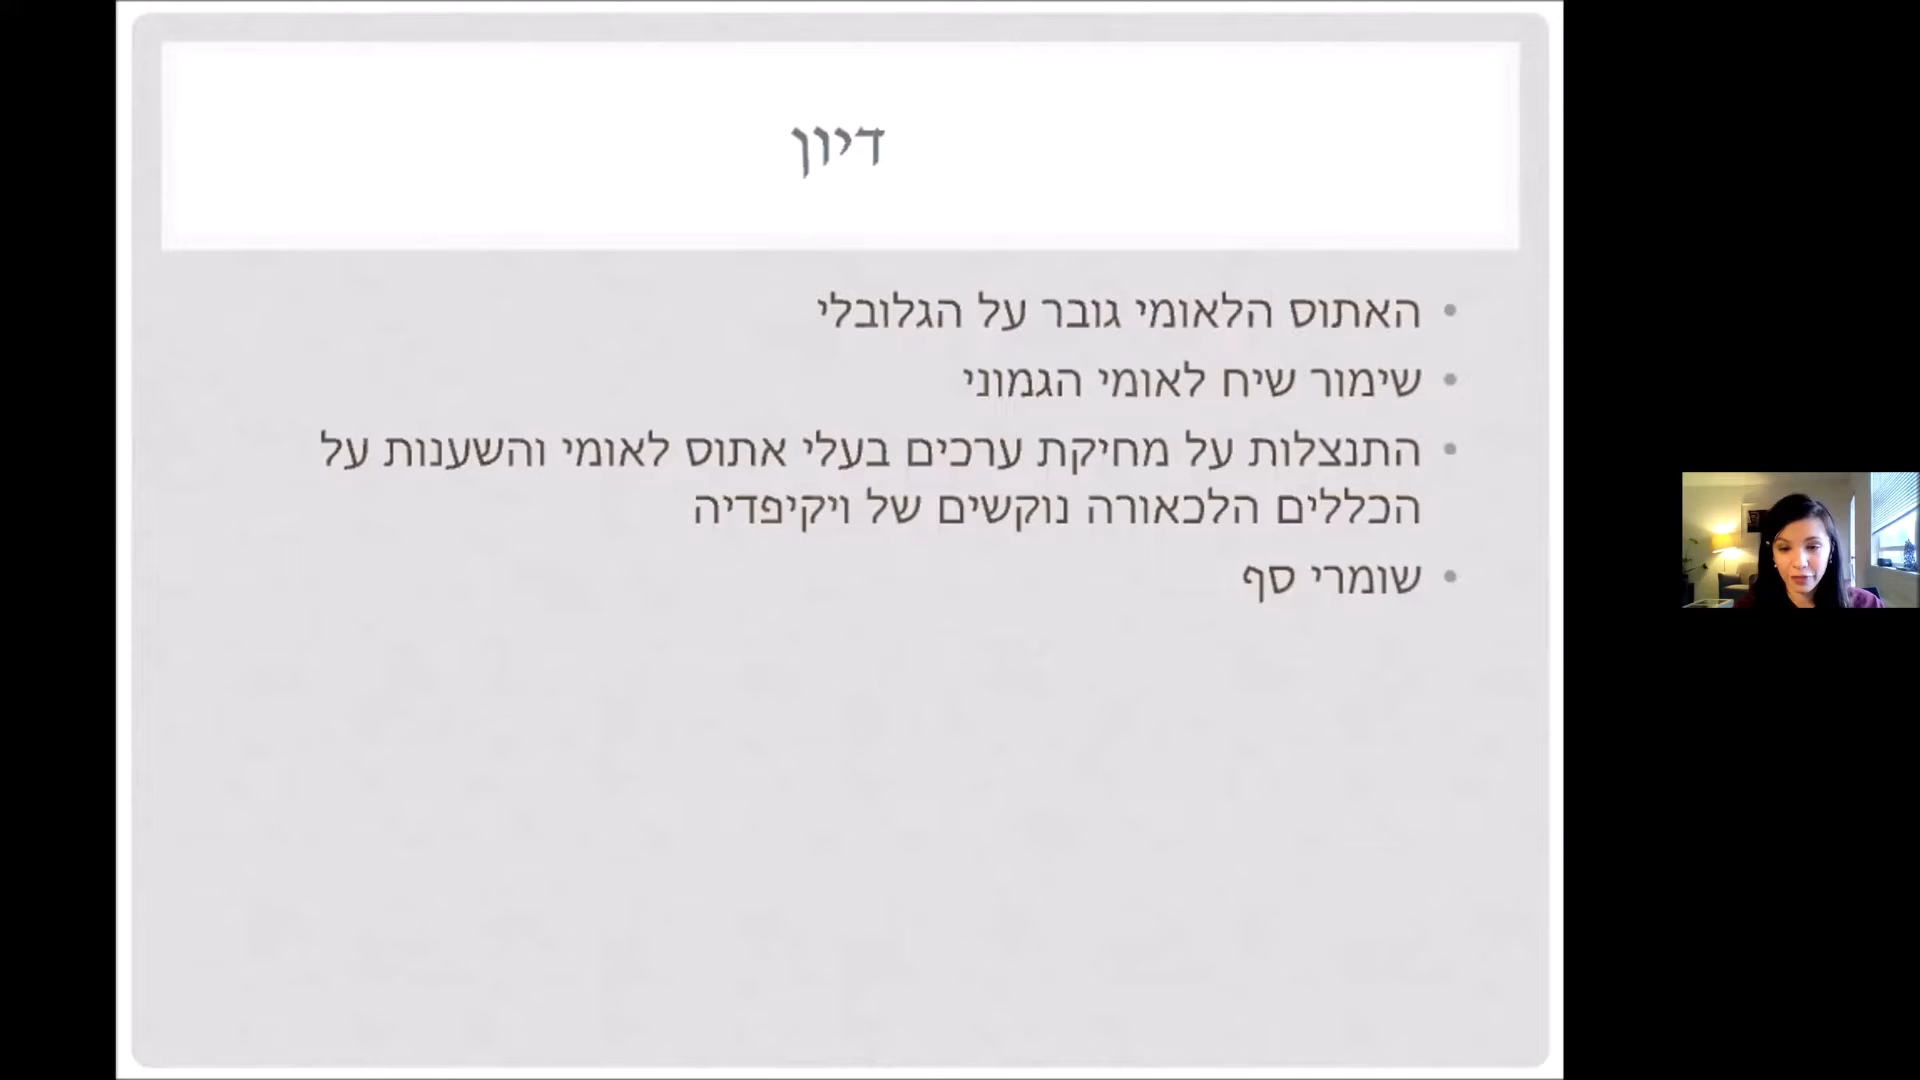 דיון
• האתוס הלאומי גובר על הגלובלי
• שימור שיח לאומי הגמוני
• התנצלות על מחיקת ערכים בעלי אתוס לאומי והשענות על
הכללים הלכאורה נוקשים של ויקיפדיה
• שומרי סף